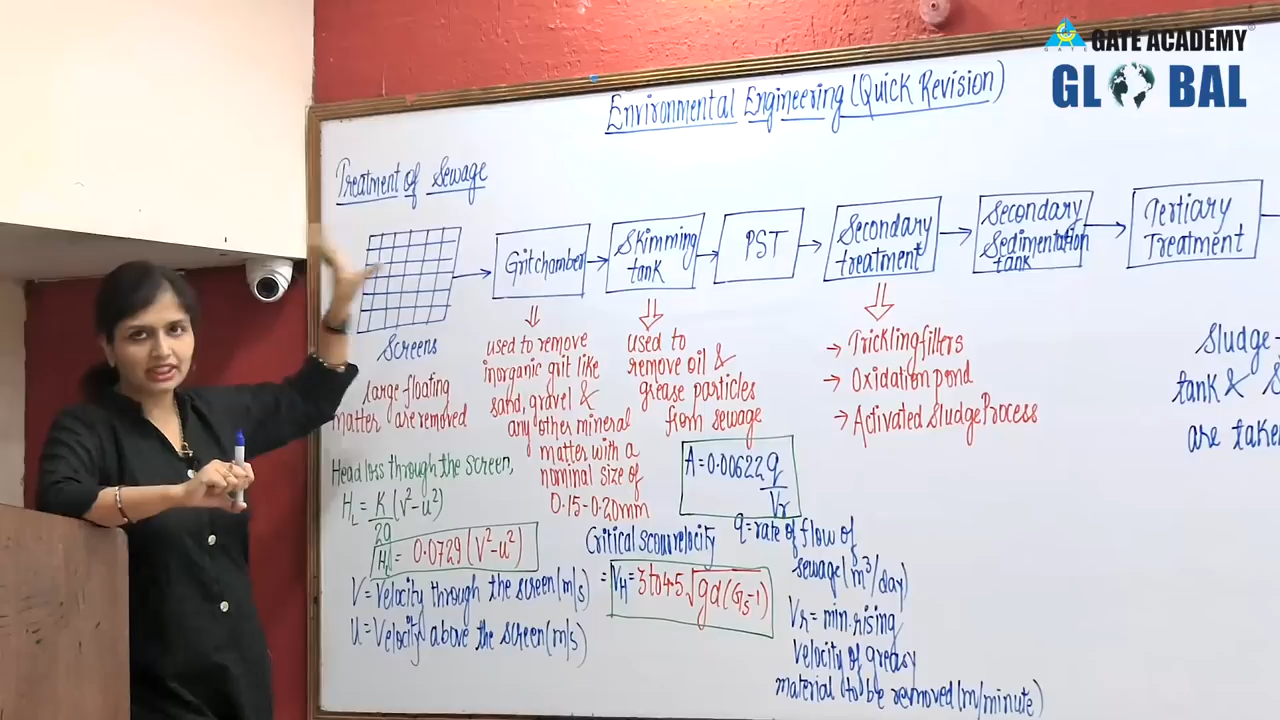 GATE ACADEMY
GATE
GLOBAL
Environmental Engineering (Quick Revision)
Treatment of Sewage
Grit chamber
Skimming
tank
PST
Secondary
treatment
Secondary
Sedimentation
tank
Tertiary
Treatment
Screens
large floating
matter are removed
Head loss through the screen,
H_L = K/2g (V²-u²)
H_L = 0.0729 (V²-u²)
V = Velocity through the screen (m/s)
u = Velocity above the screen (m/s)
used to remove
inorganic grit like
sand, gravel &
any other mineral
matter with a
nominal size of
0.15-0.20mm
Critical scour velocity
= V_H = 3 to 4.5 √gd(G_s-1)
used to
remove oil &
grease particles
from sewage
A = 0.00622 q/Vr
q = rate of flow of
sewage (m³/day)
Vr = min. rising
Velocity of greasy
material to be removed (m/minute)
→ Trickling filters
→ Oxidation pond
→ Activated Sludge Process
Sludge
tank &
are taken